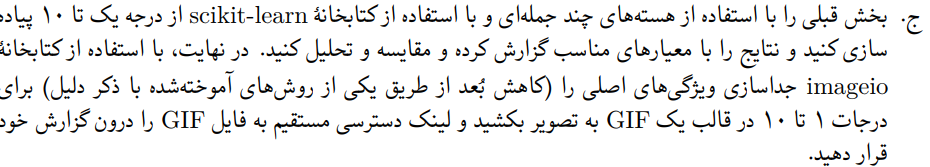 ج. بخش قبلی را با استفاده از هسته‌های چند جمله‌ای و با استفاده از کتابخانهٔ scikit-learn از درجه یک تا ۱۰ پیاده
سازی کنید و نتایج را با معیارهای مناسب گزارش کرده و مقایسه و تحلیل کنید. در نهایت، با استفاده از کتابخانهٔ
imageio جداسازی ویژگی‌های اصلی را (کاهش بُعد از طریق یکی از روش‌های آموخته‌شده با ذکر دلیل) برای
درجات ۱ تا ۱۰ در قالب یک GIF به تصویر بکشید و لینک دسترسی مستقیم به فایل GIF را درون گزارش خود
قرار دهید.